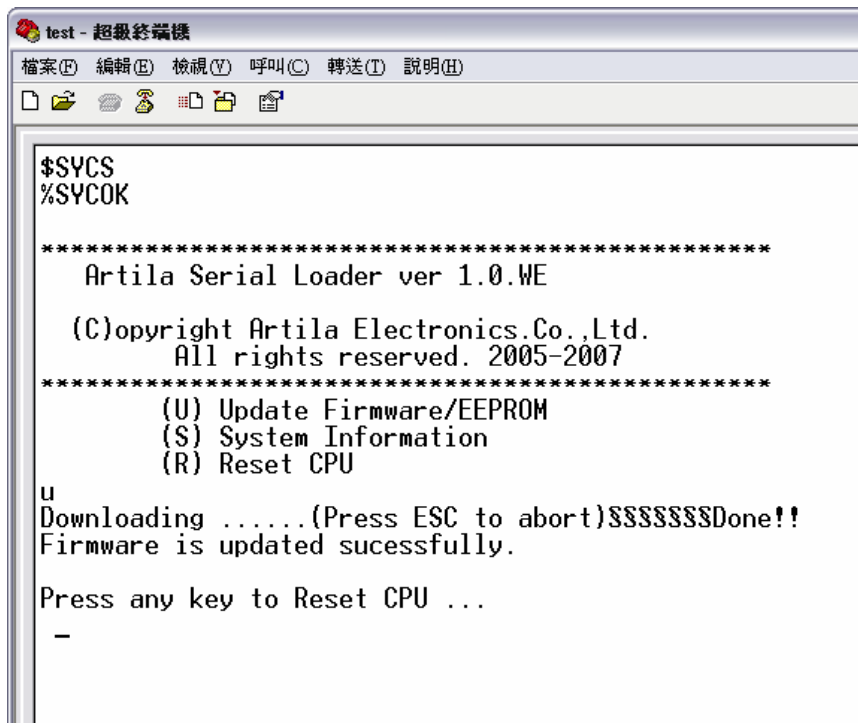 test - 超級終端機
檔案(F) 編輯(E) 檢視(V) 呼叫(C) 轉送(T) 說明(H)
$SYCS
%SYCOK
*************************************************
Artila Serial Loader ver 1.0.WE
(C)opyright Artila Electronics.Co.,Ltd.
All rights reserved. 2005-2007
*************************************************
(U) Update Firmware/EEPROM
(S) System Information
(R) Reset CPU
u
Downloading ......(Press ESC to abort)§§§§§§§Done!!
Firmware is updated sucessfully.
Press any key to Reset CPU ...
_